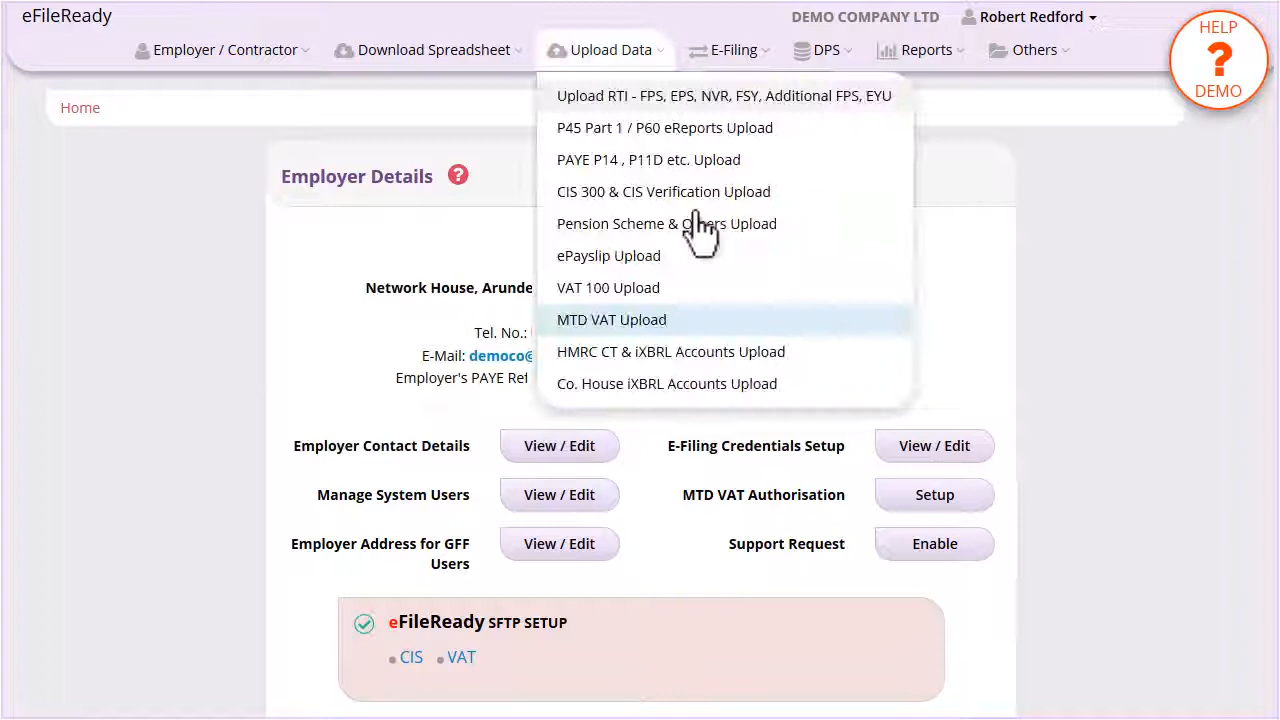 eFileReady
DEMO COMPANY LTD
Robert Redford
HELP
?
DEMO
Employer / Contractor
Download Spreadsheet
Upload Data
E-Filing
DPS
Reports
Others
Home
Upload RTI - FPS, EPS, NVR, FSY, Additional FPS, EYU
P45 Part 1 / P60 eReports Upload
PAYE P14 , P11D etc. Upload
CIS 300 & CIS Verification Upload
Pension Scheme & Others Upload
ePayslip Upload
VAT 100 Upload
MTD VAT Upload
HMRC CT & iXBRL Accounts Upload
Co. House iXBRL Accounts Upload
Employer Details ?
Network House, Arunde
Tel. No.:
E-Mail: democo@
Employer's PAYE Ref
Employer Contact Details
View / Edit
E-Filing Credentials Setup
View / Edit
Manage System Users
View / Edit
MTD VAT Authorisation
Setup
Employer Address for GFF
Users
View / Edit
Support Request
Enable
eFileReady SFTP SETUP
CIS
VAT